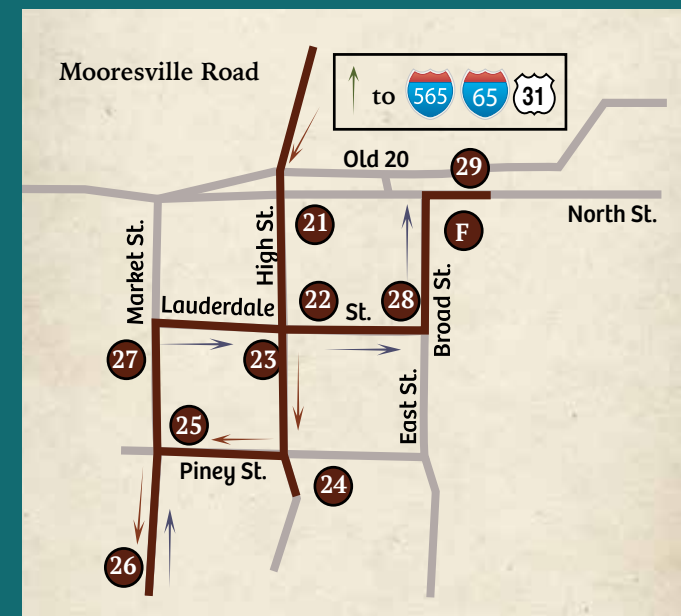 Mooresville Road
to 565 65 31
Old 20
29
North St.
21
F
High St.
Market St.
Lauderdale St.
22
28
Broad St.
27
23
East St.
25
Piney St.
24
26